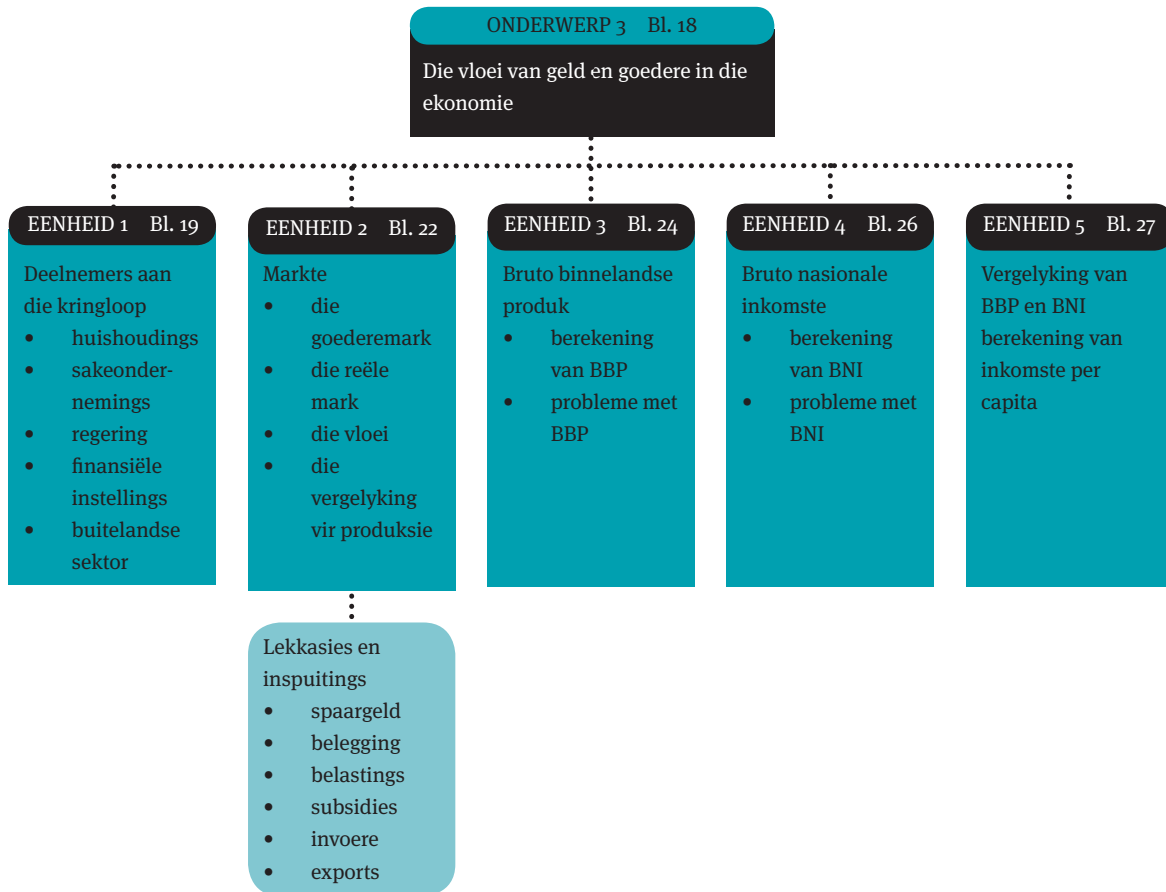 ONDERWERP 3 Bl. 18
Die vloei van geld en goedere in die
ekonomie
EENHEID 1 Bl. 19
Deelnemers aan
die kringloop
• huishoudings
• sakeonder-
nemings
• regering
• finansiële
instellings
• buitelandse
sektor
EENHEID 2 Bl. 22
Markte
• die
goederemark
• die reële
mark
• die vloei
• die
vergelyking
vir produksie
Lekkasies en
inspuitings
• spaargeld
• belegging
• belastings
• subsidies
• invoere
• exports
EENHEID 3 Bl. 24
Bruto binnelandse
produk
• berekening
van BBP
• probleme met
BBP
EENHEID 4 Bl. 26
Bruto nasionale
inkomste
• berekening
van BNI
• probleme met
BNI
EENHEID 5 Bl. 27
Vergelyking van
BBP en BNI
berekening van
inkomste per
capita